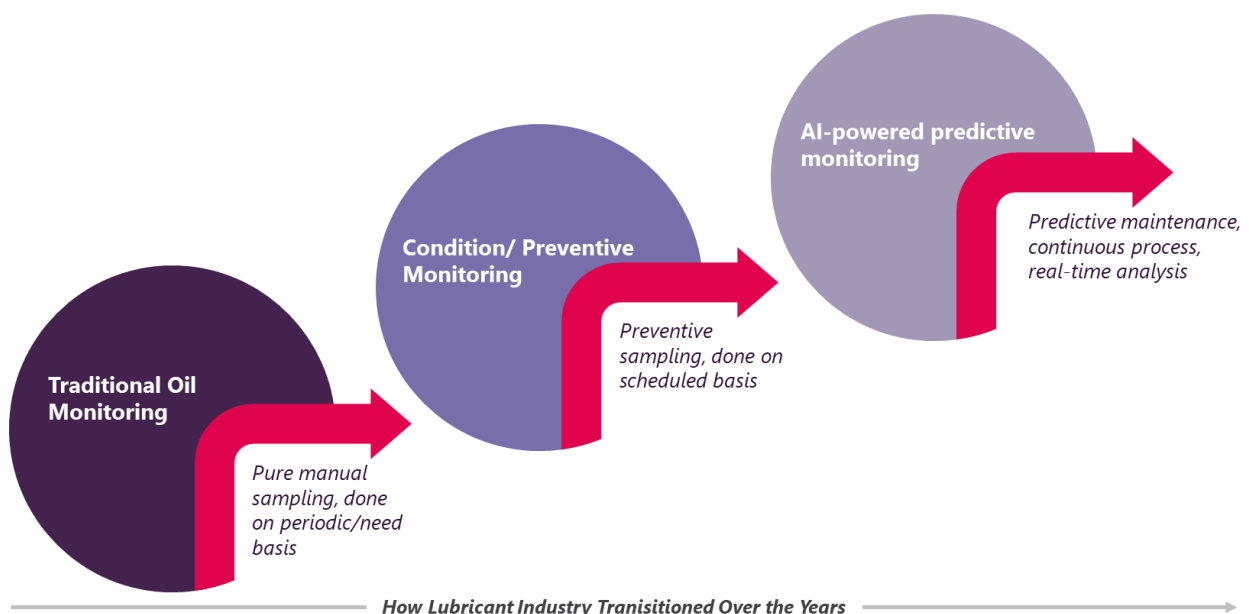 Traditional Oil
Monitoring
Pure manual
sampling, done
on periodic/need
basis
Condition/ Preventive
Monitoring
Preventive
sampling, done on
scheduled basis
AI-powered predictive
monitoring
Predictive maintenance,
continuous process,
real-time analysis
How Lubricant Industry Tranisitioned Over the Years